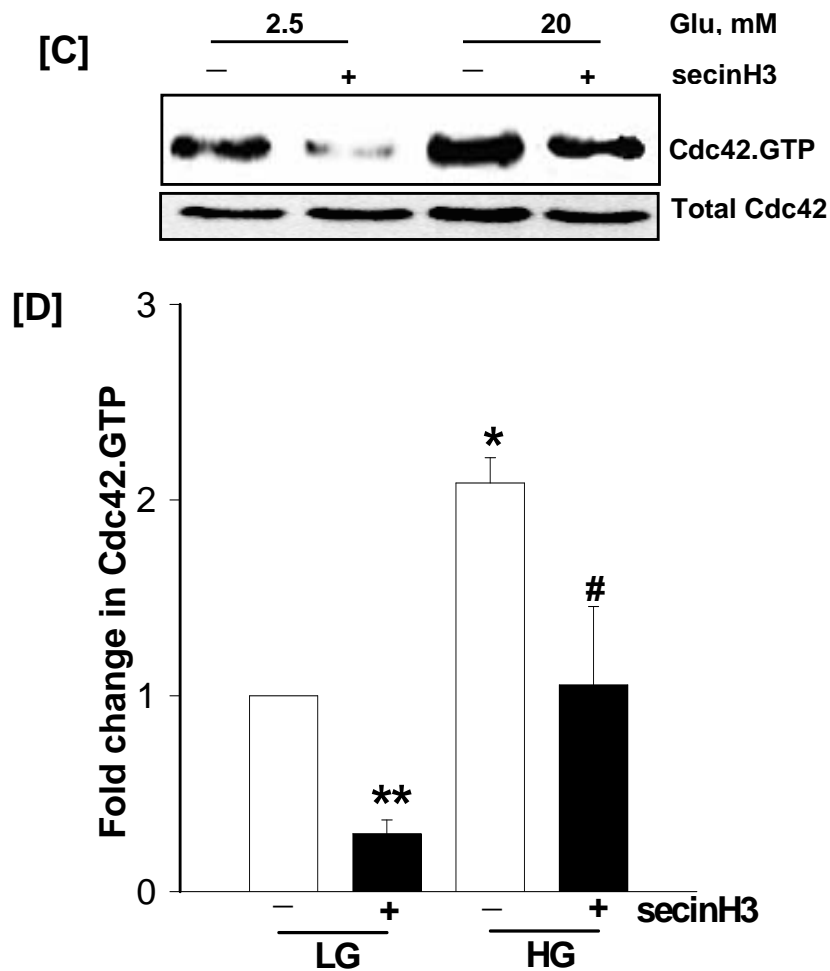 2.5 20 Glu, mM
[C]
– + – + secinH3
Cdc42.GTP
Total Cdc42
[D]
3
2
1
0
Fold change in Cdc42.GTP
*
#
**
– + – + secinH3
LG HG